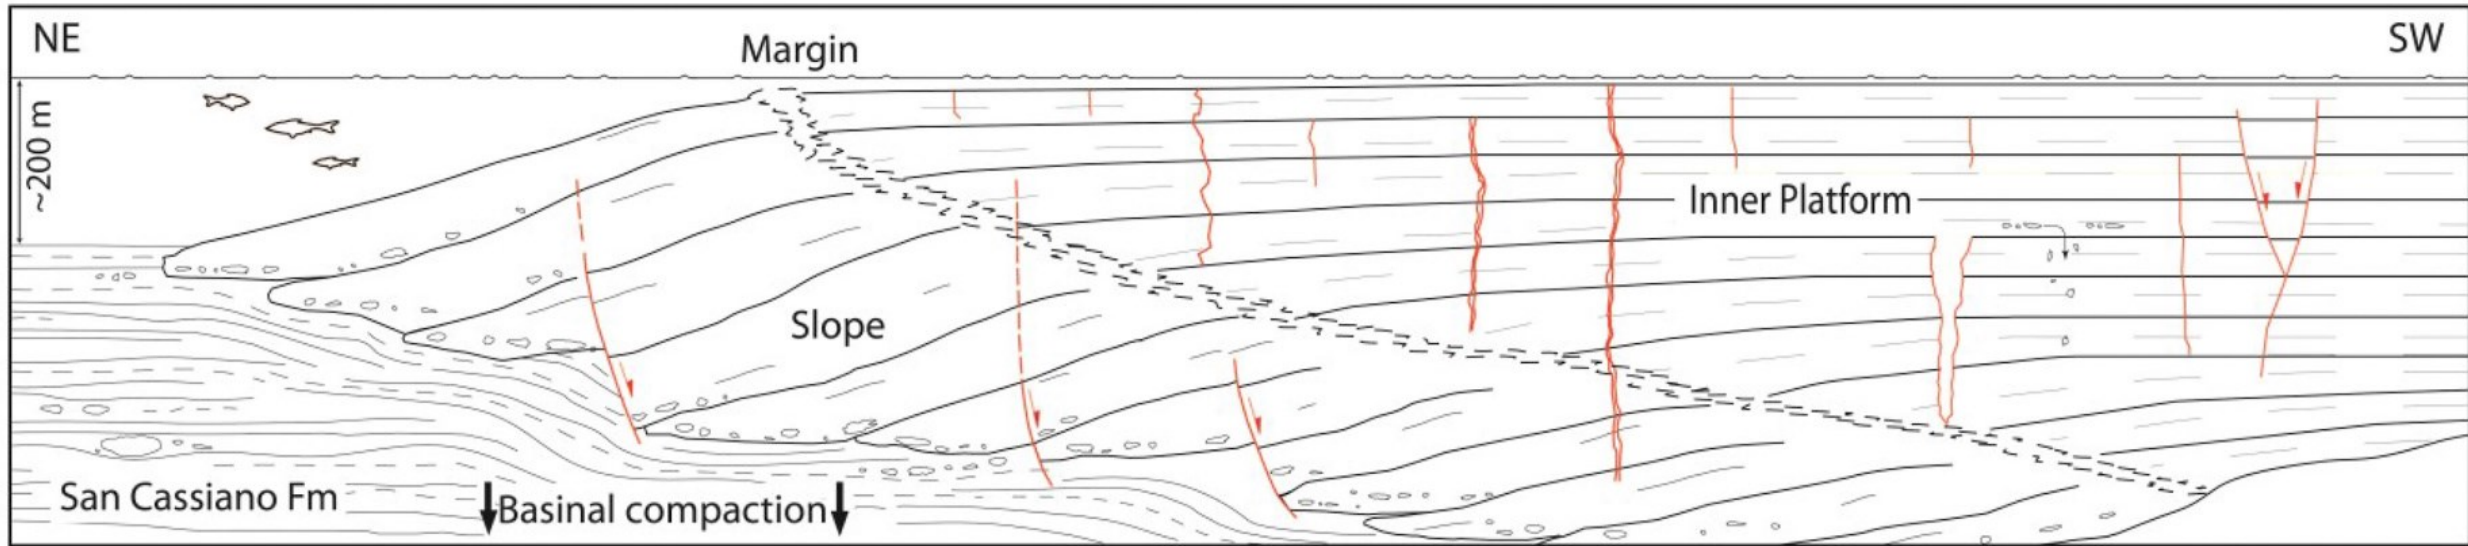 NE
Margin
SW
~200 m
Inner Platform
Slope
San Cassiano Fm
Basinal compaction